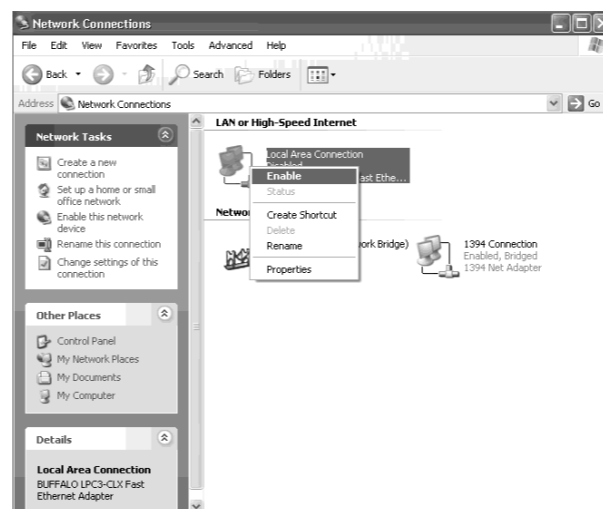 Network Connections
File Edit View Favorites Tools Advanced Help
Back Search Folders
Address Network Connections Go
Network Tasks
Create a new
connection
Set up a home or small
office network
Enable this network
device
Rename this connection
Change settings of this
connection
Other Places
Control Panel
My Network Places
My Documents
My Computer
Details
Local Area Connection
BUFFALO LPC3-CLX Fast
Ethernet Adapter
LAN or High-Speed Internet
Local Area Connection
Disabled
ast Ethe...
Enable
Status
Create Shortcut
Delete
Rename
Properties
Netwo
ork Bridge)
1394 Connection
Enabled, Bridged
1394 Net Adapter